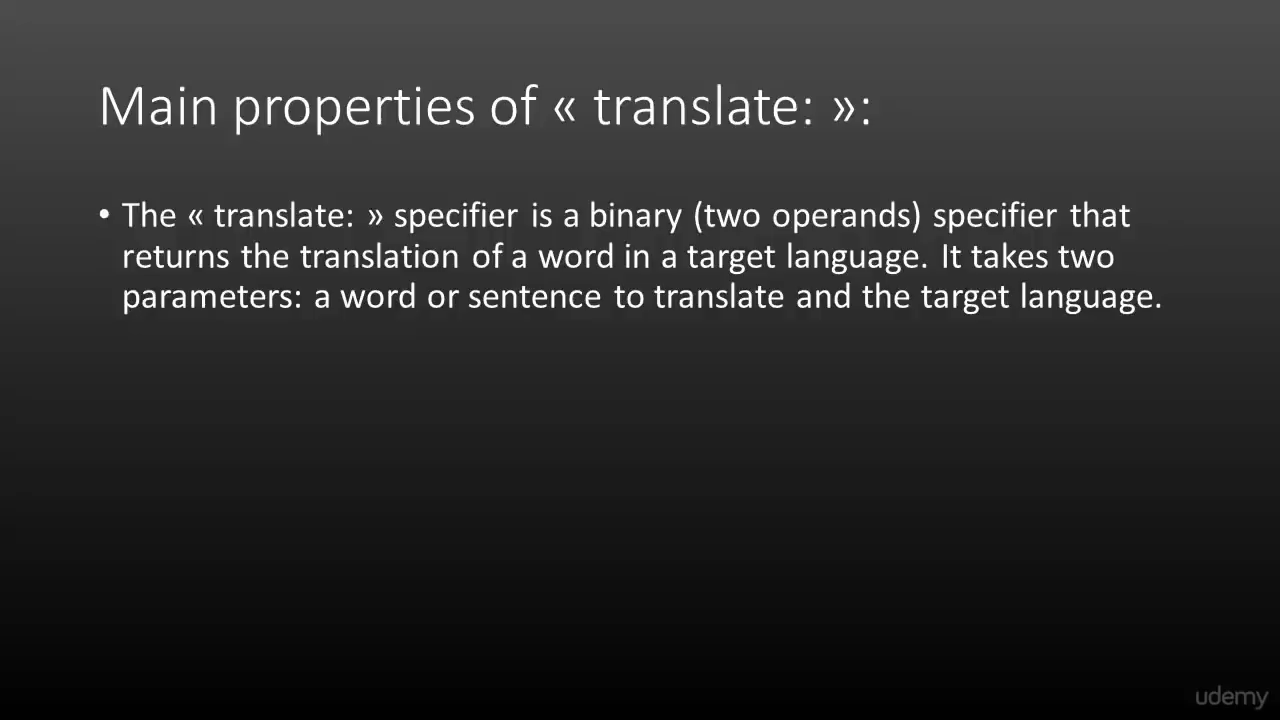 Main properties of « translate: »:
• The « translate: » specifier is a binary (two operands) specifier that
returns the translation of a word in a target language. It takes two
parameters: a word or sentence to translate and the target language.
udemy